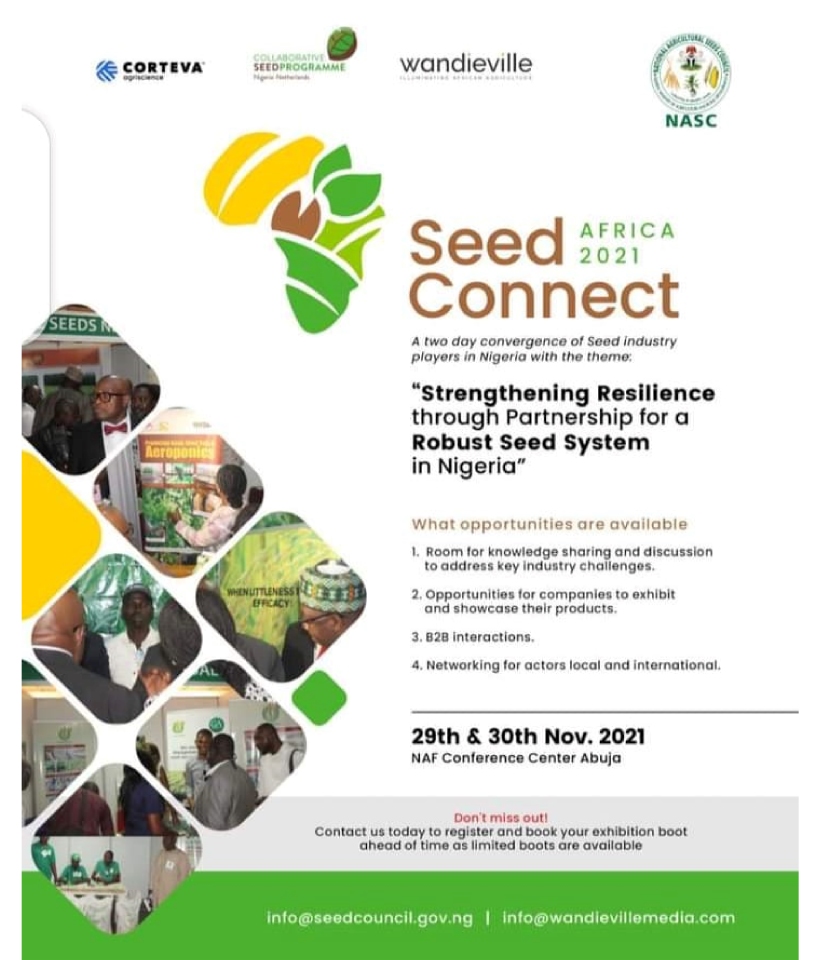 CORTEVA
agriscience
COLLABORATIVE
SEEDPROGRAMME
Nigeria-Netherlands
wandieville
ILLUMINATING AFRICAN AGRICULTURE
NATIONAL AGRICULTURAL SEEDS COUNCIL
NASC
Seed AFRICA
2021
Connect
A two day convergence of Seed industry
players in Nigeria with the theme:
“Strengthening Resilience
through Partnership for a
Robust Seed System
in Nigeria”
SEEDS
Aeroponics
WHEN LITTLENESS
EFFICACY:
What opportunities are available
1. Room for knowledge sharing and discussion
to address key industry challenges.
2. Opportunities for companies to exhibit
and showcase their products.
3. B2B interactions.
4. Networking for actors local and international.
29th & 30th Nov. 2021
NAF Conference Center Abuja
Don't miss out!
Contact us today to register and book your exhibition boot
ahead of time as limited boots are available
info@seedcouncil.gov.ng | info@wandievillemedia.com